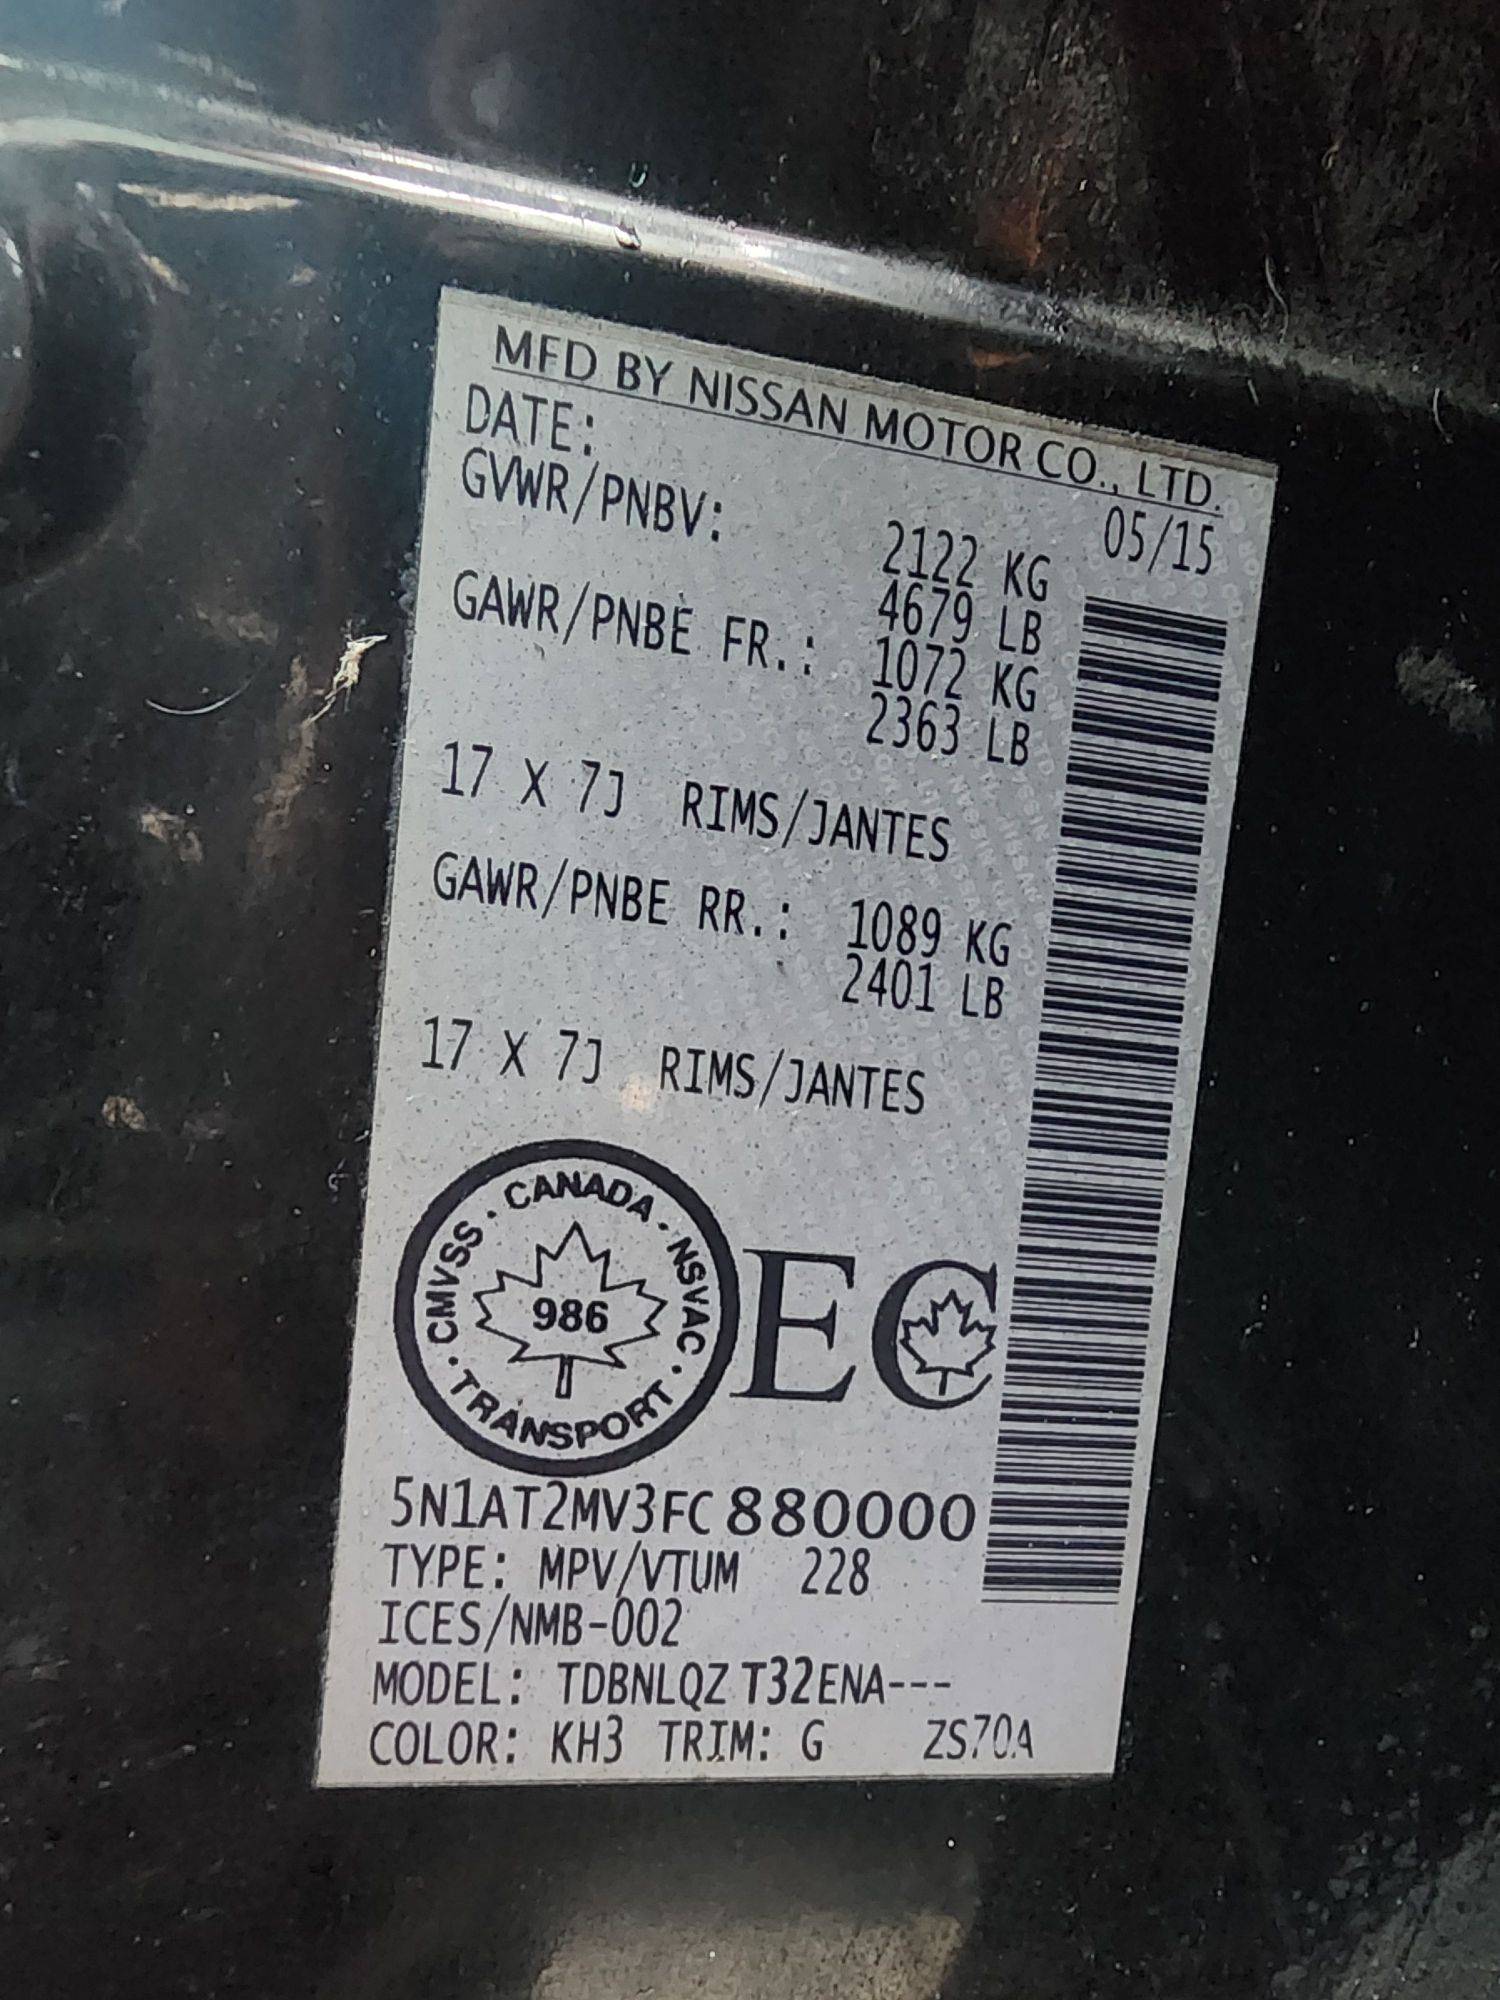 MFD BY NISSAN MOTOR CO., LTD.
DATE: 05/15
GVWR/PNBV: 2122 KG
4679 LB
GAWR/PNBE FR.: 1072 KG
2363 LB
17 X 7J RIMS/JANTES
GAWR/PNBE RR.: 1089 KG
2401 LB
17 X 7J RIMS/JANTES
CANADA · NSVAC · TRANSPORT · CMVSS ·
986
EC
5N1AT2MV3FC880000
TYPE: MPV/VTUM 228
ICES/NMB-002
MODEL: TDBNLQZ T32ENA---
COLOR: KH3 TRIM: G ZS70A